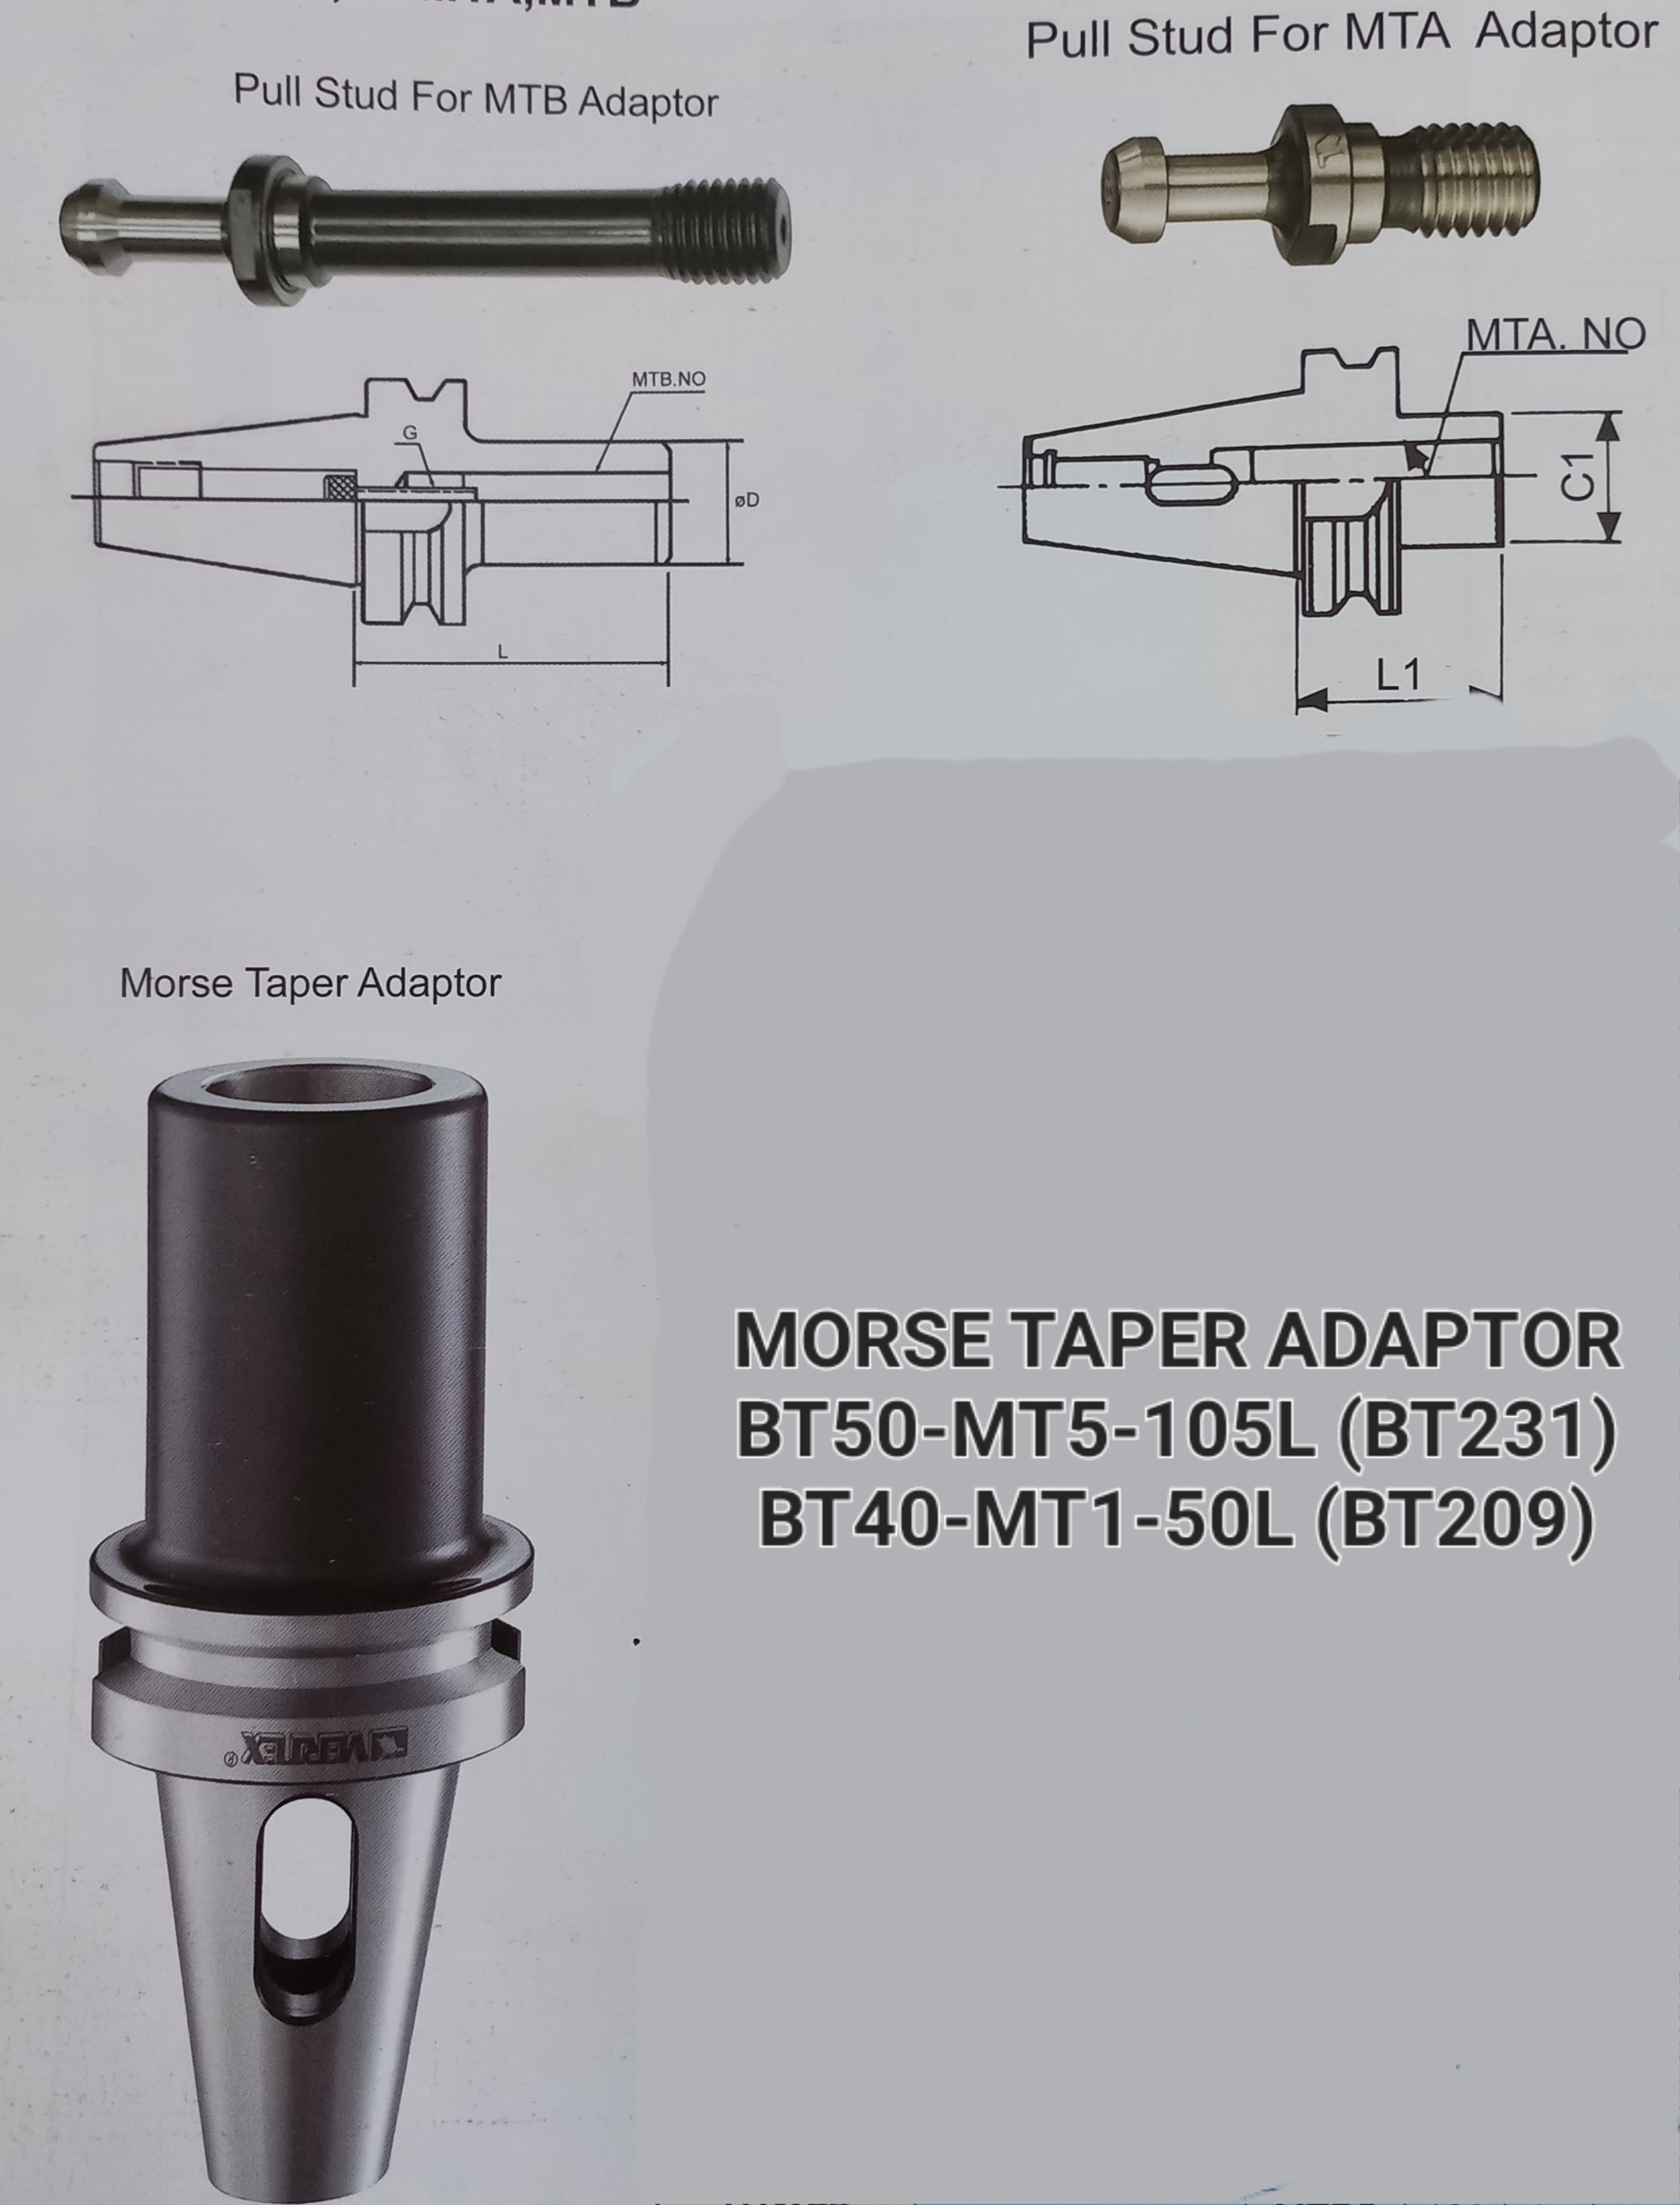 Pull Stud For MTA Adaptor
Pull Stud For MTB Adaptor
MTA. NO
MTB.NO
G
øD
C1
L
L1
Morse Taper Adaptor
MORSE TAPER ADAPTOR
BT50-MT5-105L (BT231)
BT40-MT1-50L (BT209)
VERTEX®